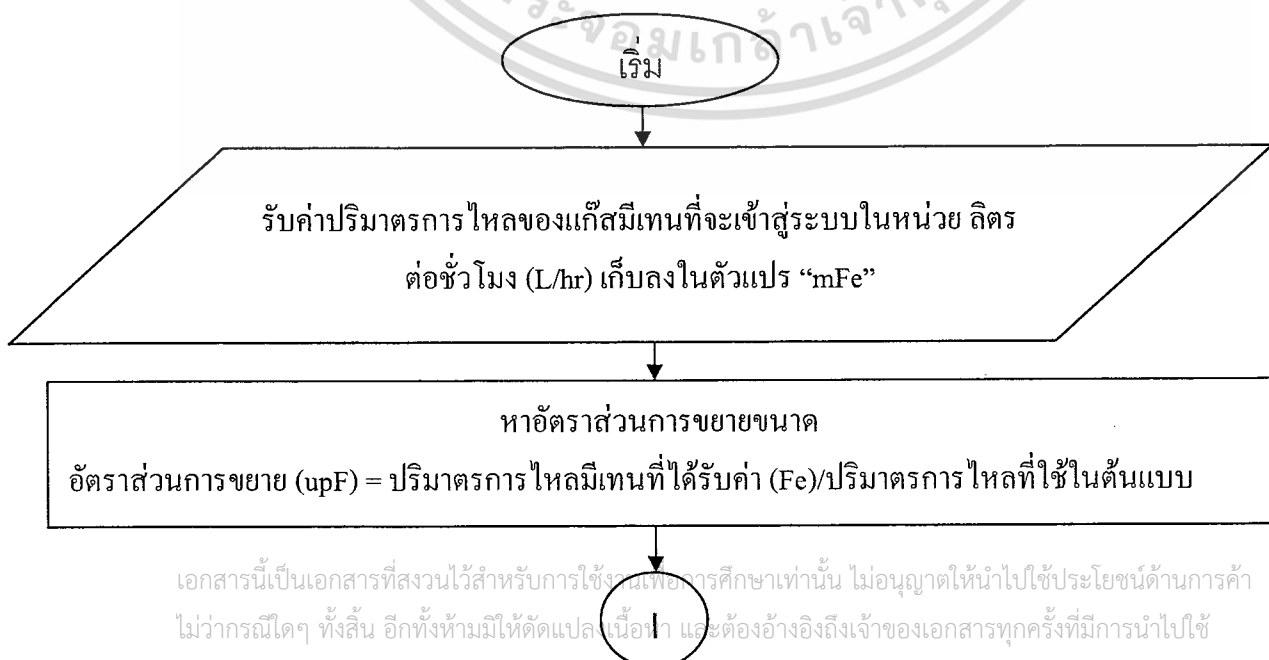 เริ่ม
รับค่าปริมาตรการไหลของแก๊สมีเทนที่จะเข้าสู่ระบบในหน่วย ลิตร
ต่อชั่วโมง (L/hr) เก็บลงในตัวแปร “mFe”
หาอัตราส่วนการขยายขนาด
อัตราส่วนการขยาย (upF) = ปริมาตรการไหลมีเทนที่ได้รับค่า (Fe)/ปริมาตรการไหลที่ใช้ในต้นแบบ
เอกสารนี้เป็นเอกสารที่สงวนไว้สำหรับการใช้งานเพื่อการศึกษาเท่านั้น ไม่อนุญาตให้นำไปใช้ประโยชน์ด้านการค้า
ไม่ว่ากรณีใดๆ ทั้งสิ้น อีกทั้งห้ามมิให้ดัดแปลงเนื้อหา และต้องอ้างอิงถึงเจ้าของเอกสารทุกครั้งที่มีการนำไปใช้
I